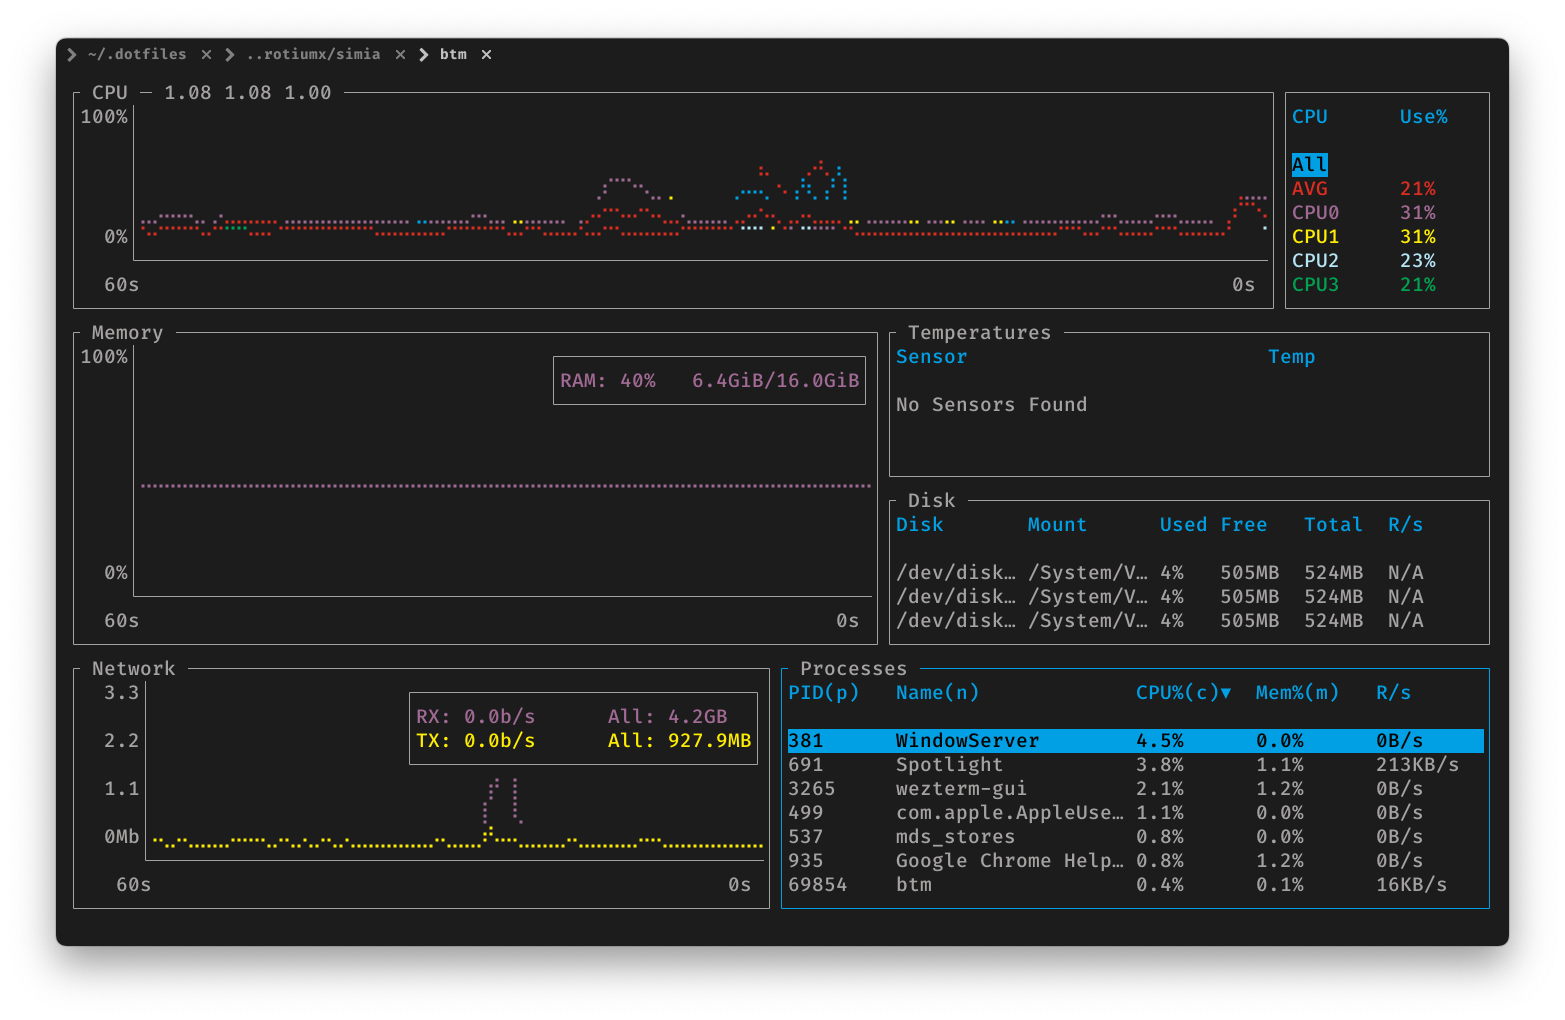 ~/.dotfiles × ..rotiumx/simia × btm ×
CPU — 1.08 1.08 1.00
100%
0%
60s 0s
CPU Use%
All
AVG 21%
CPU0 31%
CPU1 31%
CPU2 23%
CPU3 21%
Memory
100%
RAM: 40% 6.4GiB/16.0GiB
0%
60s 0s
Temperatures
Sensor Temp
No Sensors Found
Disk
Disk Mount Used Free Total R/s
/dev/disk… /System/V… 4% 505MB 524MB N/A
/dev/disk… /System/V… 4% 505MB 524MB N/A
/dev/disk… /System/V… 4% 505MB 524MB N/A
Network
3.3
2.2
1.1
0Mb
RX: 0.0b/s All: 4.2GB
TX: 0.0b/s All: 927.9MB
60s 0s
Processes
PID(p) Name(n) CPU%(c)▼ Mem%(m) R/s
381 WindowServer 4.5% 0.0% 0B/s
691 Spotlight 3.8% 1.1% 213KB/s
3265 wezterm-gui 2.1% 1.2% 0B/s
499 com.apple.AppleUse… 1.1% 0.0% 0B/s
537 mds_stores 0.8% 0.0% 0B/s
935 Google Chrome Help… 0.8% 1.2% 0B/s
69854 btm 0.4% 0.1% 16KB/s